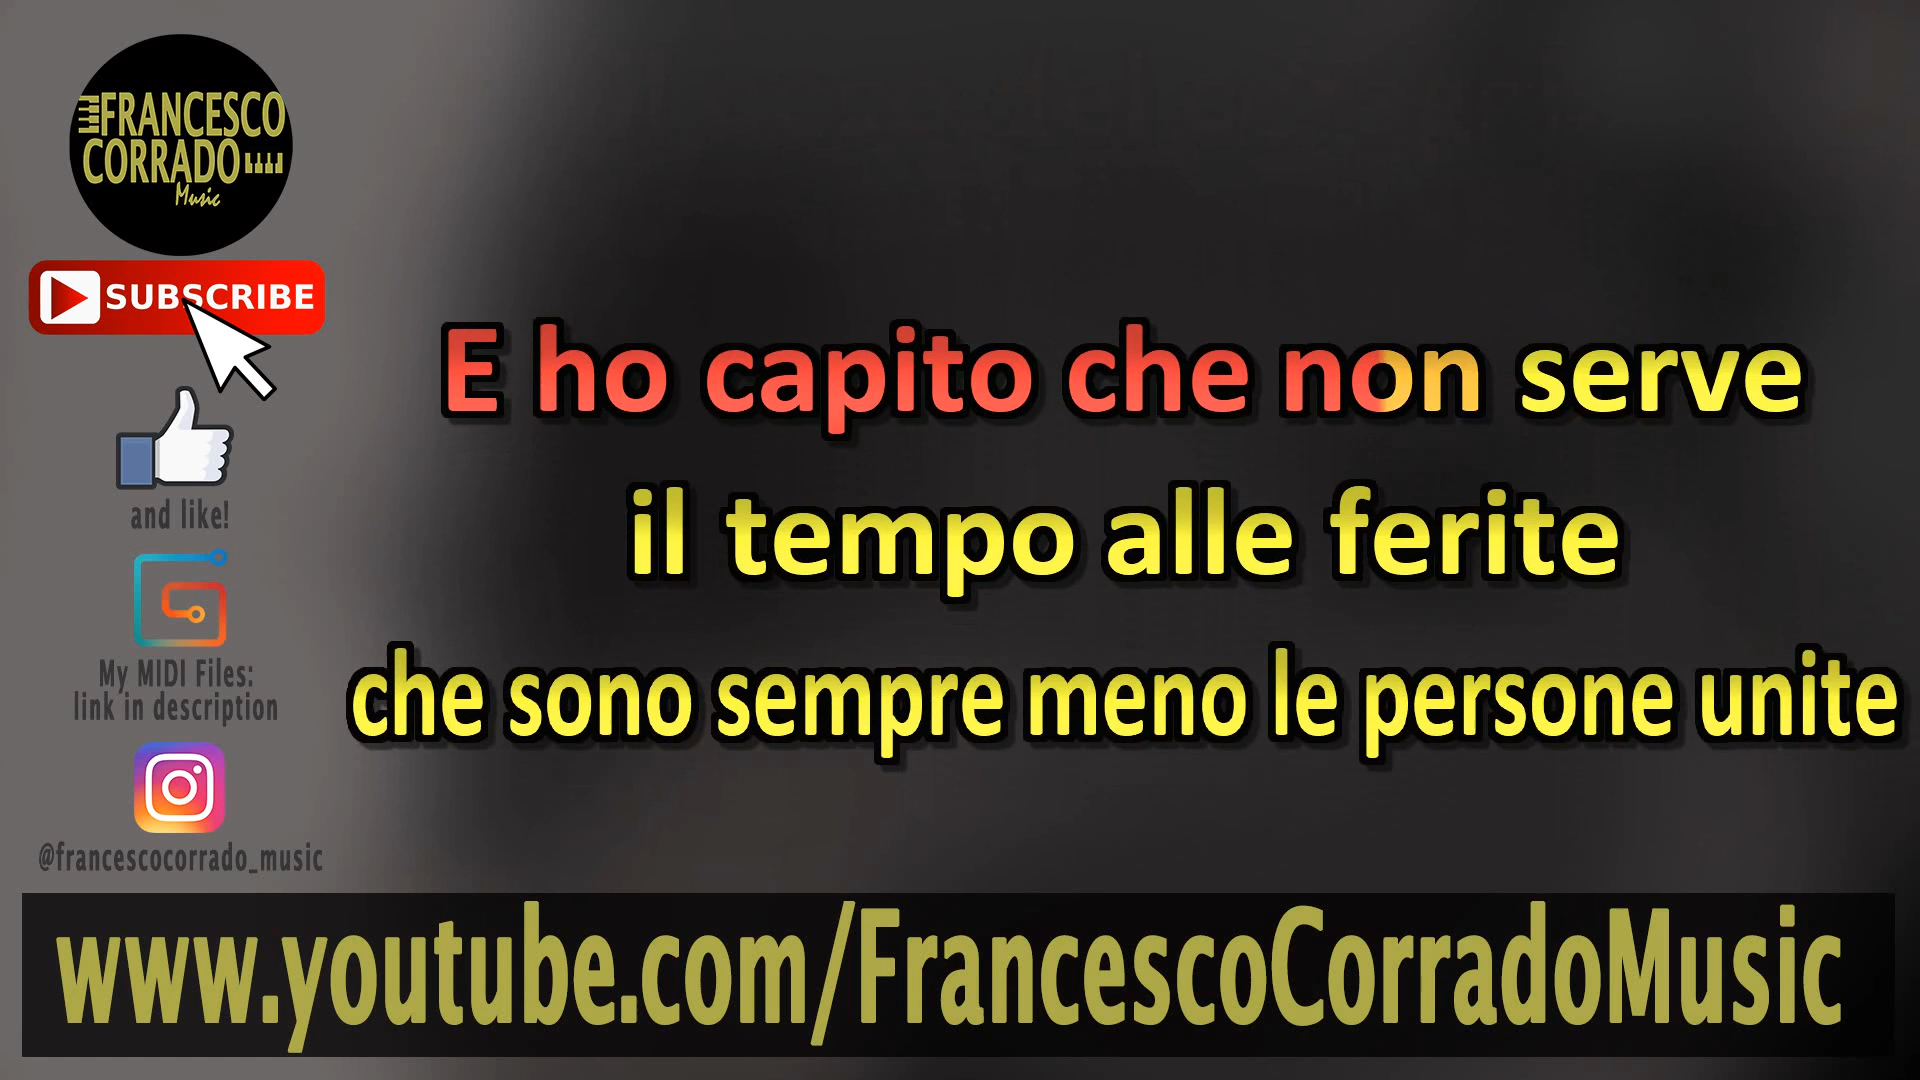 FRANCESCO
CORRADO
Music
SUBSCRIBE
and like!
My MIDI Files:
link in description
@francescocorrado_music
E ho capito che non serve
il tempo alle ferite
che sono sempre meno le persone unite
www.youtube.com/FrancescoCorradoMusic